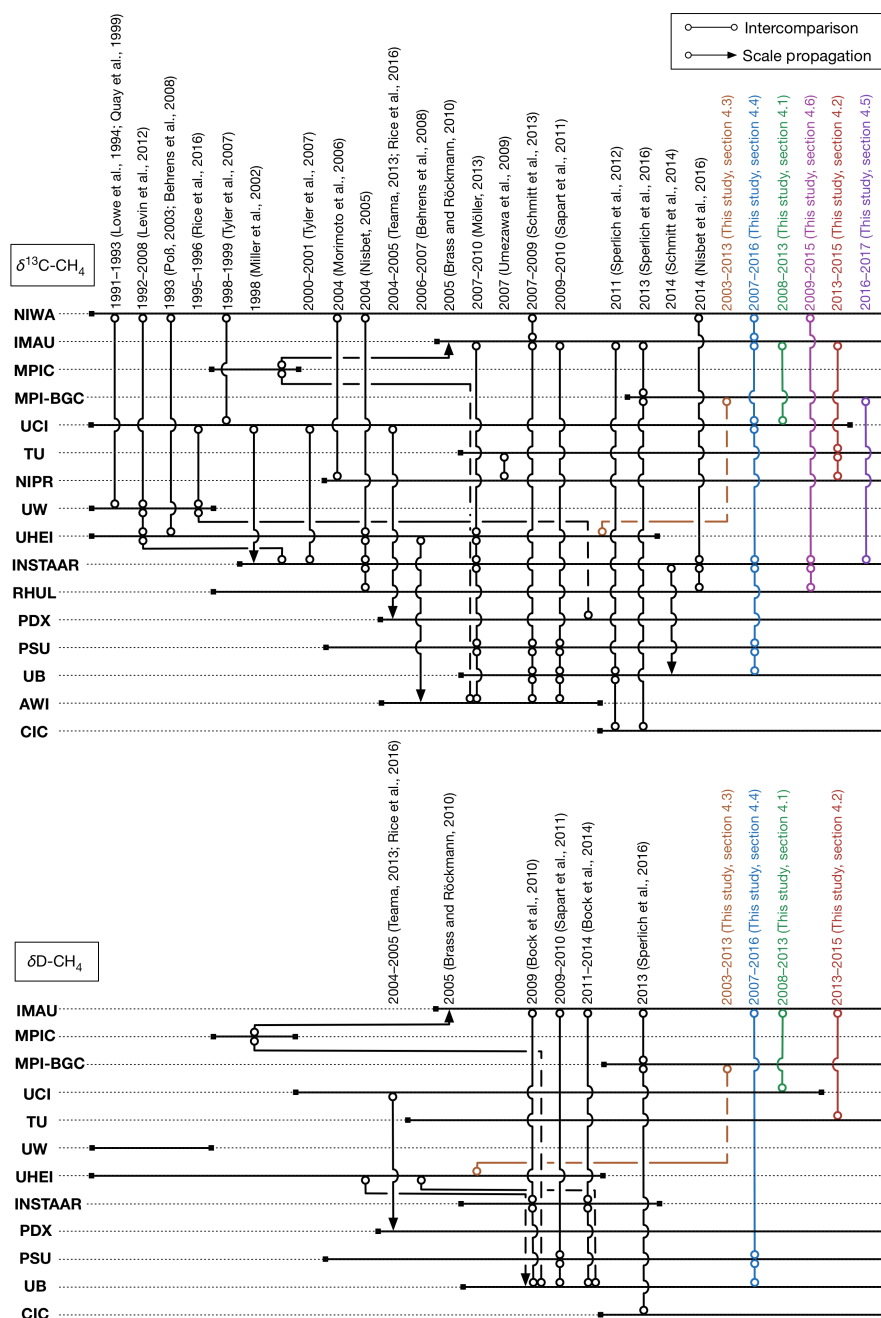 Intercomparison
Scale propagation
1991–1993 (Lowe et al., 1994; Quay et al., 1999)
1992–2008 (Levin et al., 2012)
1993 (Poß, 2003; Behrens et al., 2008)
1995–1996 (Rice et al., 2016)
1998–1999 (Tyler et al., 2007)
1998 (Miller et al., 2002)
2000–2001 (Tyler et al., 2007)
2004 (Morimoto et al., 2006)
2004 (Nisbet, 2005)
2004–2005 (Teama, 2013; Rice et al., 2016)
2006–2007 (Behrens et al., 2008)
2005 (Brass and Röckmann, 2010)
2007–2010 (Möller, 2013)
2007 (Umezawa et al., 2009)
2007–2009 (Schmitt et al., 2013)
2009–2010 (Sapart et al., 2011)
2011 (Sperlich et al., 2012)
2013 (Sperlich et al., 2016)
2014 (Schmitt et al., 2014)
2014 (Nisbet et al., 2016)
2003–2013 (This study, section 4.3)
2007–2016 (This study, section 4.4)
2008–2013 (This study, section 4.1)
2009–2015 (This study, section 4.6)
2013–2015 (This study, section 4.2)
2016–2017 (This study, section 4.5)
δ¹³C-CH₄
NIWA
IMAU
MPIC
MPI-BGC
UCI
TU
NIPR
UW
UHEI
INSTAAR
RHUL
PDX
PSU
UB
AWI
CIC
2004–2005 (Teama, 2013; Rice et al., 2016)
2005 (Brass and Röckmann, 2010)
2009 (Bock et al., 2010)
2009–2010 (Sapart et al., 2011)
2011–2014 (Bock et al., 2014)
2013 (Sperlich et al., 2016)
2003–2013 (This study, section 4.3)
2007–2016 (This study, section 4.4)
2008–2013 (This study, section 4.1)
2013–2015 (This study, section 4.2)
δD-CH₄
IMAU
MPIC
MPI-BGC
UCI
TU
UW
UHEI
INSTAAR
PDX
PSU
UB
CIC